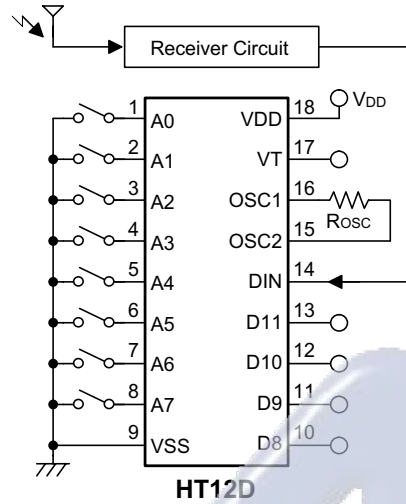 Receiver Circuit
1 A0
2 A1
3 A2
4 A3
5 A4
6 A5
7 A6
8 A7
9 VSS
VDD 18 VDD
VT 17
OSC1 16
ROSC
OSC2 15
DIN 14
D11 13
D10 12
D9 11
D8 10
HT12D